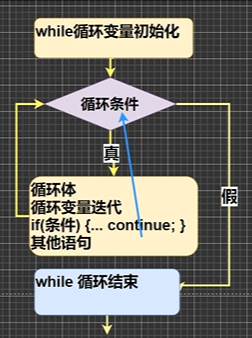 while循环变量初始化
循环条件
真
循环体
循环变量迭代
if(条件) {... continue; }
其他语句
假
while 循环结束